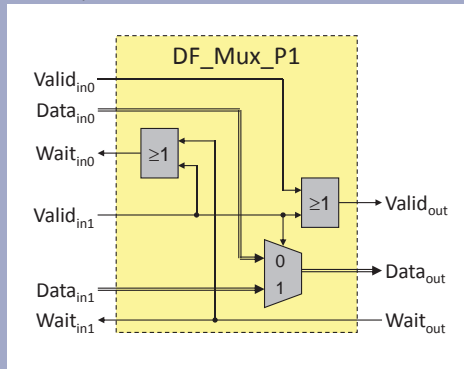 DF_Mux_P1
Valid_in0
Data_in0
Wait_in0
≥1
Valid_in1
≥1
Valid_out
0
1
Data_out
Data_in1
Wait_in1
Wait_out